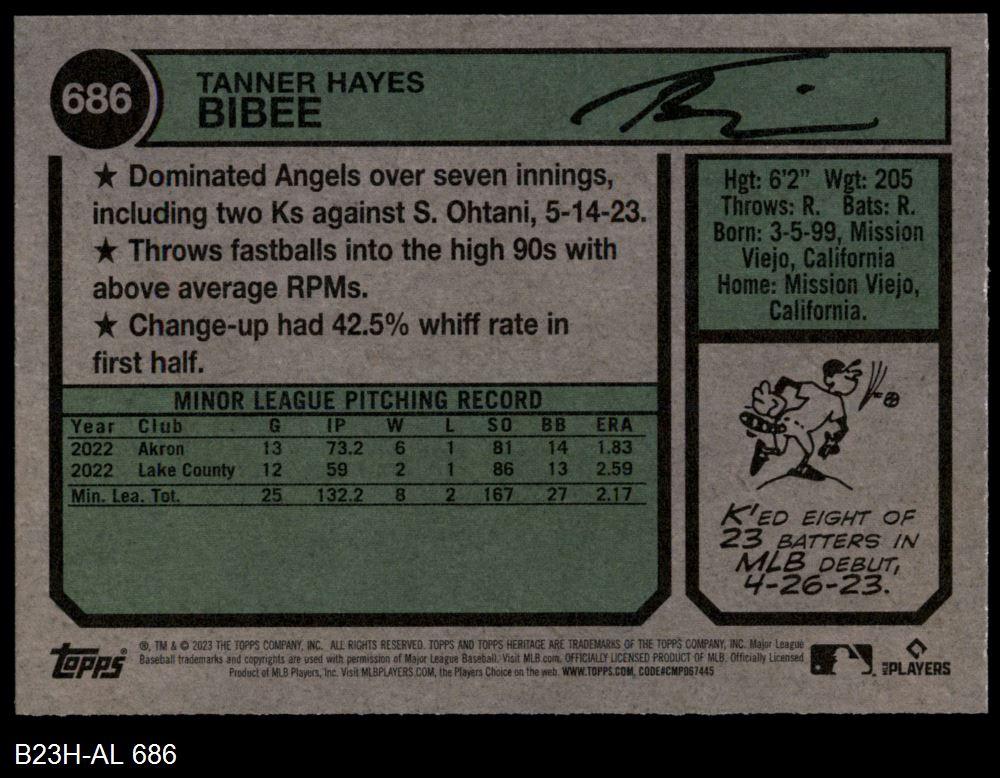 686
TANNER HAYES
BIBEE
★ Dominated Angels over seven innings,
including two Ks against S. Ohtani, 5-14-23.
★ Throws fastballs into the high 90s with
above average RPMs.
★ Change-up had 42.5% whiff rate in
first half.
MINOR LEAGUE PITCHING RECORD
Year Club G IP W L SO BB ERA
2022 Akron 13 73.2 6 1 81 14 1.83
2022 Lake County 12 59 2 1 86 13 2.59
Min. Lea. Tot. 25 132.2 8 2 167 27 2.17
Hgt: 6'2" Wgt: 205
Throws: R. Bats: R.
Born: 3-5-99, Mission
Viejo, California
Home: Mission Viejo,
California.
K'ED EIGHT OF
23 BATTERS IN
MLB DEBUT,
4-26-23.
Topps
®, TM & © 2023 THE TOPPS COMPANY, INC. ALL RIGHTS RESERVED. TOPPS AND TOPPS HERITAGE ARE TRADEMARKS OF THE TOPPS COMPANY, INC. Major League
Baseball trademarks and copyrights are used with permission of Major League Baseball. Visit MLB.com. OFFICIALLY LICENSED PRODUCT OF MLB. Officially Licensed
Product of MLB Players, Inc. Visit MLBPLAYERS.COM, the Players Choice on the web. WWW.TOPPS.COM, CODE#CMP067445
MLB PLAYERS
B23H-AL 686